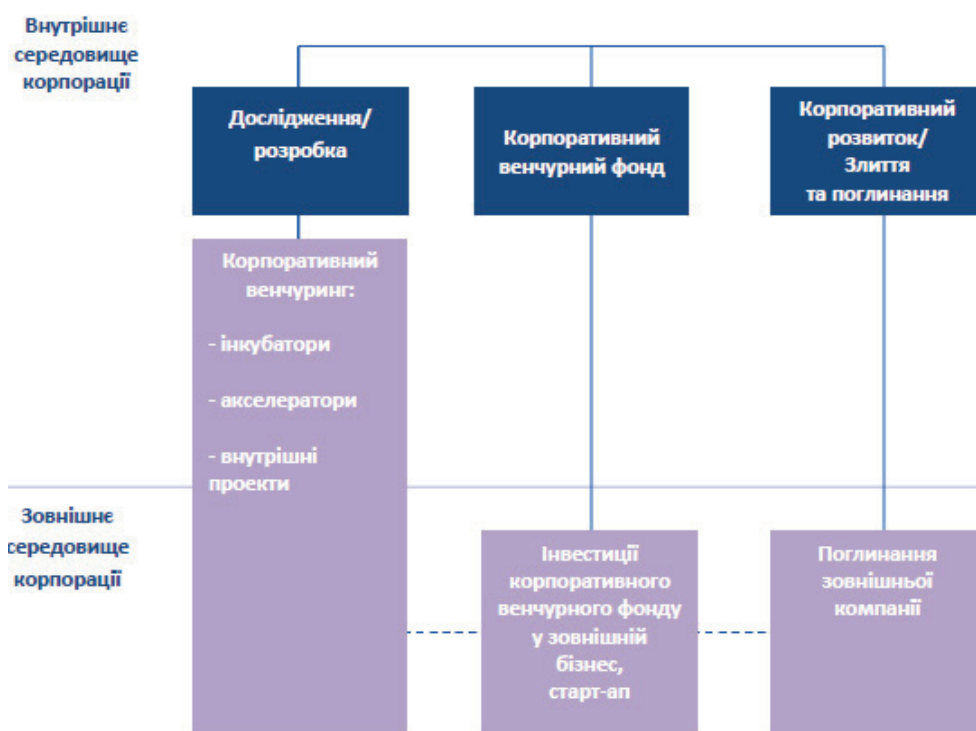 Внутрішнє
середовище
корпорації
Дослідження/
розробка
Корпоративний
венчурний фонд
Корпоративний
розвиток/
Злиття
та поглинання
Корпоративний
венчуринг:
- інкубатори
- акселератори
- внутрішні
проекти
Зовнішнє
середовище
корпорації
Інвестиції
корпоративного
венчурного фонду
у зовнішній
бізнес,
старт-ап
Поглинання
зовнішньої
компанії